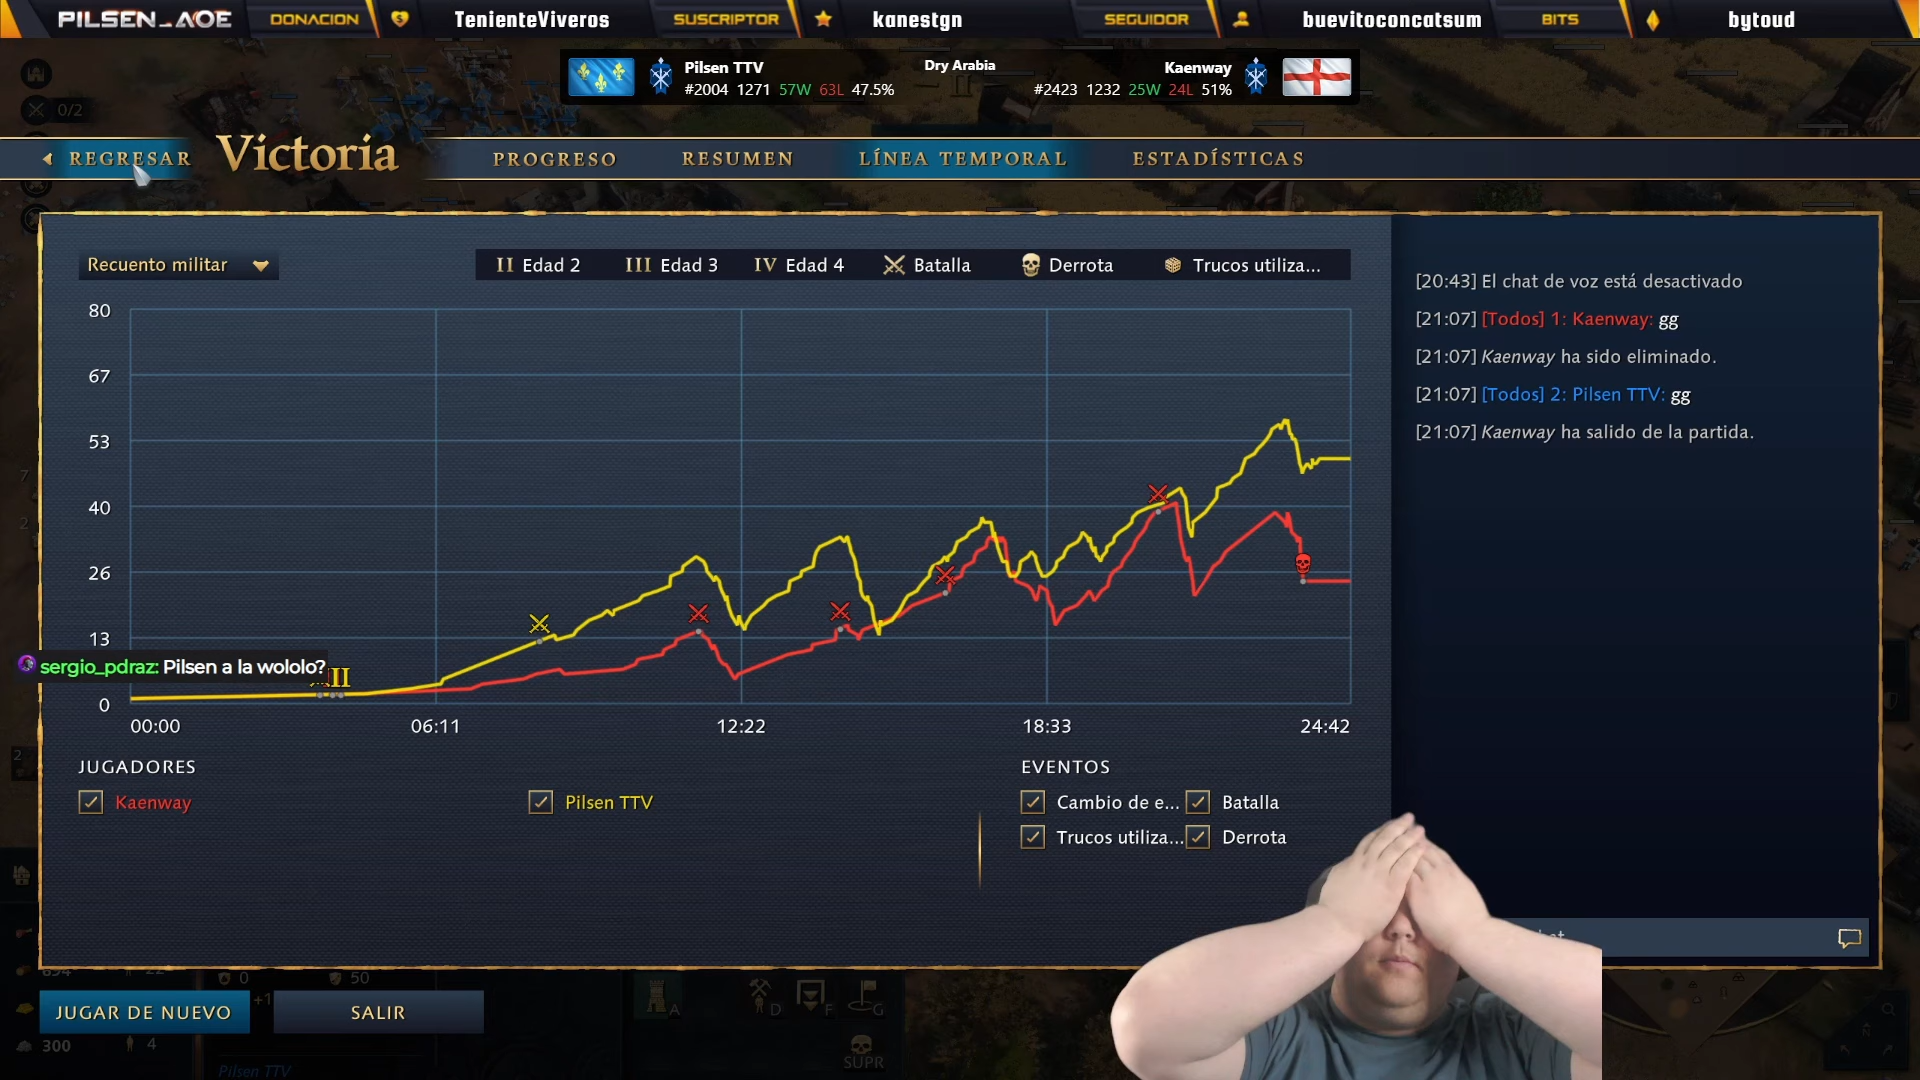 PILSEN_AOE
DONACION
TenienteViveros
SUSCRIPTOR
kanestgn
SEGUIDOR
buevitoconcatsum
BITS
bytoud
Pilsen TTV
#2004 1271 57W 63L 47.5%
Dry Arabia
Kaenway
#2423 1232 25W 24L 51%
0/2
REGRESAR
Victoria
PROGRESO
RESUMEN
LÍNEA TEMPORAL
ESTADÍSTICAS
Recuento militar
II Edad 2
III Edad 3
IV Edad 4
Batalla
Derrota
Trucos utiliza...
80
67
53
40
26
13
0
sergio_pdraz: Pilsen a la wololo?
II
00:00
06:11
12:22
18:33
24:42
JUGADORES
Kaenway
Pilsen TTV
EVENTOS
Cambio de e...
Batalla
Trucos utiliza...
Derrota
[20:43] El chat de voz está desactivado
[21:07] [Todos] 1: Kaenway: gg
[21:07] Kaenway ha sido eliminado.
[21:07] [Todos] 2: Pilsen TTV: gg
[21:07] Kaenway ha salido de la partida.
JUGAR DE NUEVO
SALIR
0
50
+1
300
4
A
D
F
G
SUPR
Pilsen TTV